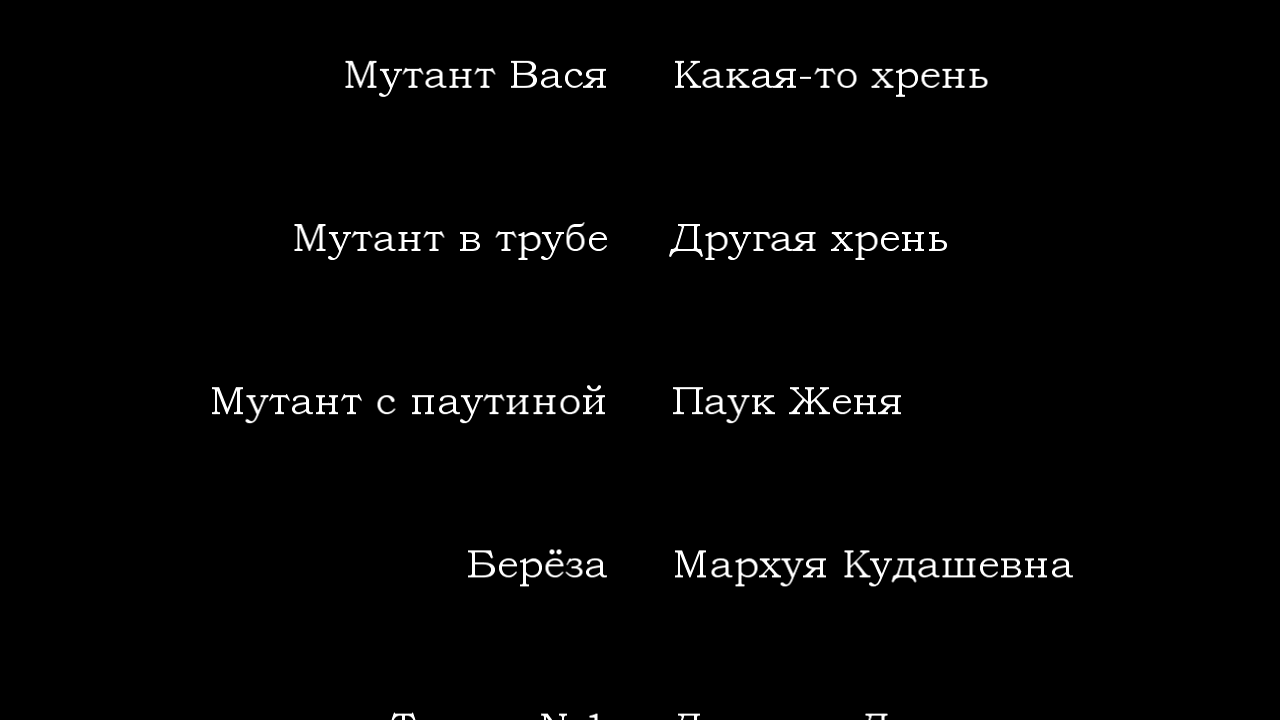 Мутант Вася Какая-то хрень
Мутант в трубе Другая хрень
Мутант с паутиной Паук Женя
Берёза Мархуя Кудашевна